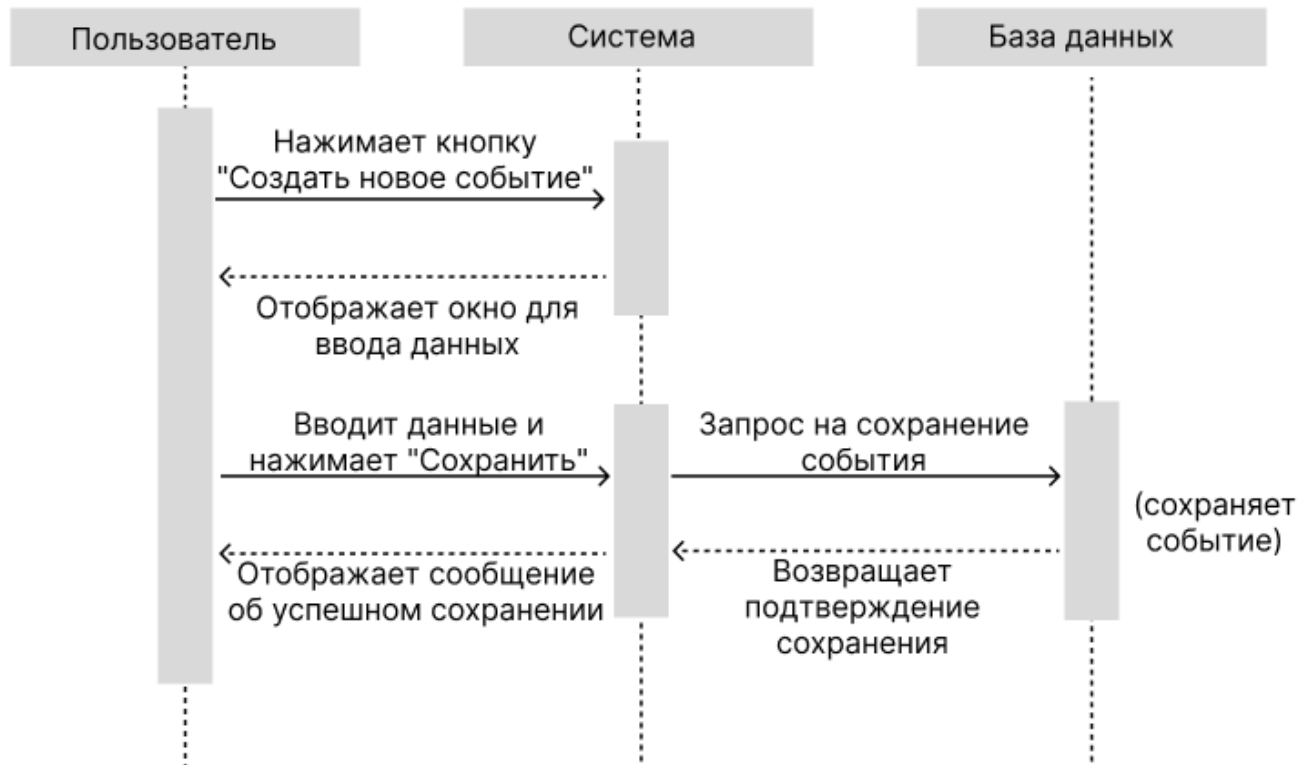 Пользователь
Система
База данных
Нажимает кнопку
"Создать новое событие"
Отображает окно для
ввода данных
Вводит данные и
нажимает "Сохранить"
Запрос на сохранение
события
(сохраняет
событие)
Отображает сообщение
об успешном сохранении
Возвращает
подтверждение
сохранения